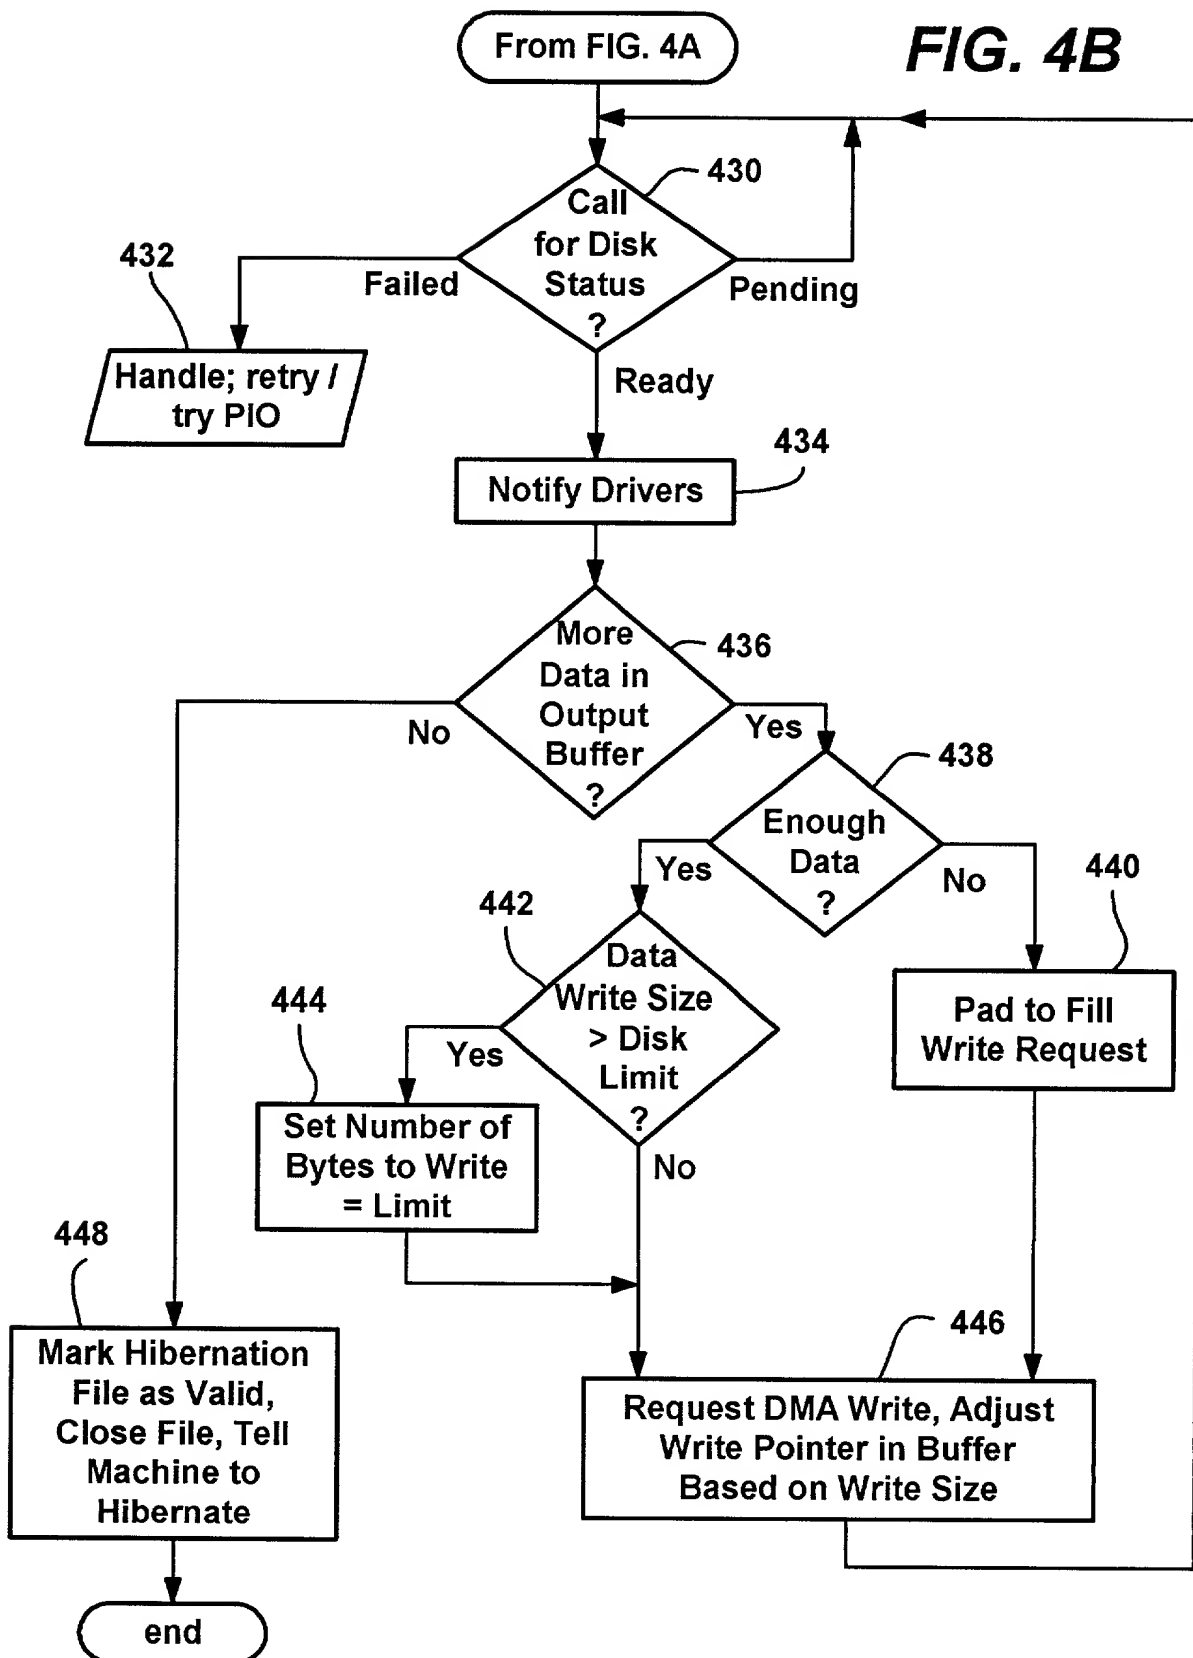 From FIG. 4A
FIG. 4B
430
Call
for Disk
Status
?
432
Failed
Pending
Handle; retry /
try PIO
Ready
434
Notify Drivers
More
Data in
Output
Buffer
?
436
No
Yes
438
Enough
Data
?
Yes
No
440
442
Data
Write Size
> Disk
Limit
?
444
Yes
Pad to Fill
Write Request
Set Number of
Bytes to Write
= Limit
No
448
446
Mark Hibernation
File as Valid,
Close File, Tell
Machine to
Hibernate
Request DMA Write, Adjust
Write Pointer in Buffer
Based on Write Size
end